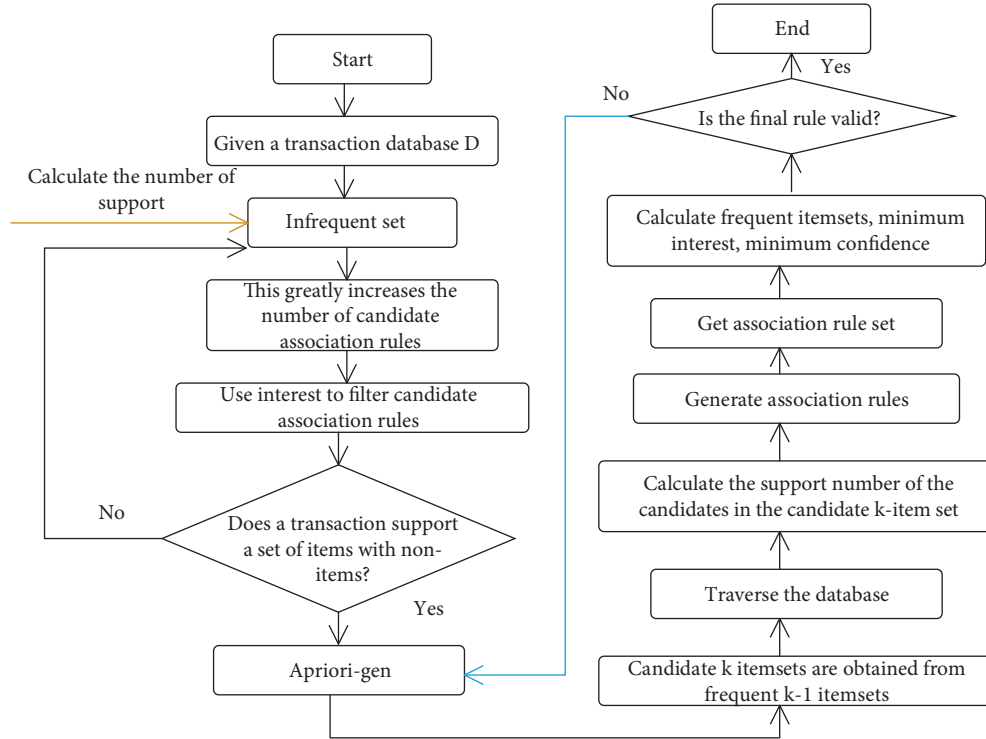 Start
Given a transaction database D
Calculate the number of
support
Infrequent set
This greatly increases the
number of candidate
association rules
Use interest to filter candidate
association rules
No
Does a transaction support
a set of items with non-
items?
Yes
Apriori-gen
End
Yes
No
Is the final rule valid?
Calculate frequent itemsets, minimum
interest, minimum confidence
Get association rule set
Generate association rules
Calculate the support number of the
candidates in the candidate k-item set
Traverse the database
Candidate k itemsets are obtained from
frequent k-1 itemsets